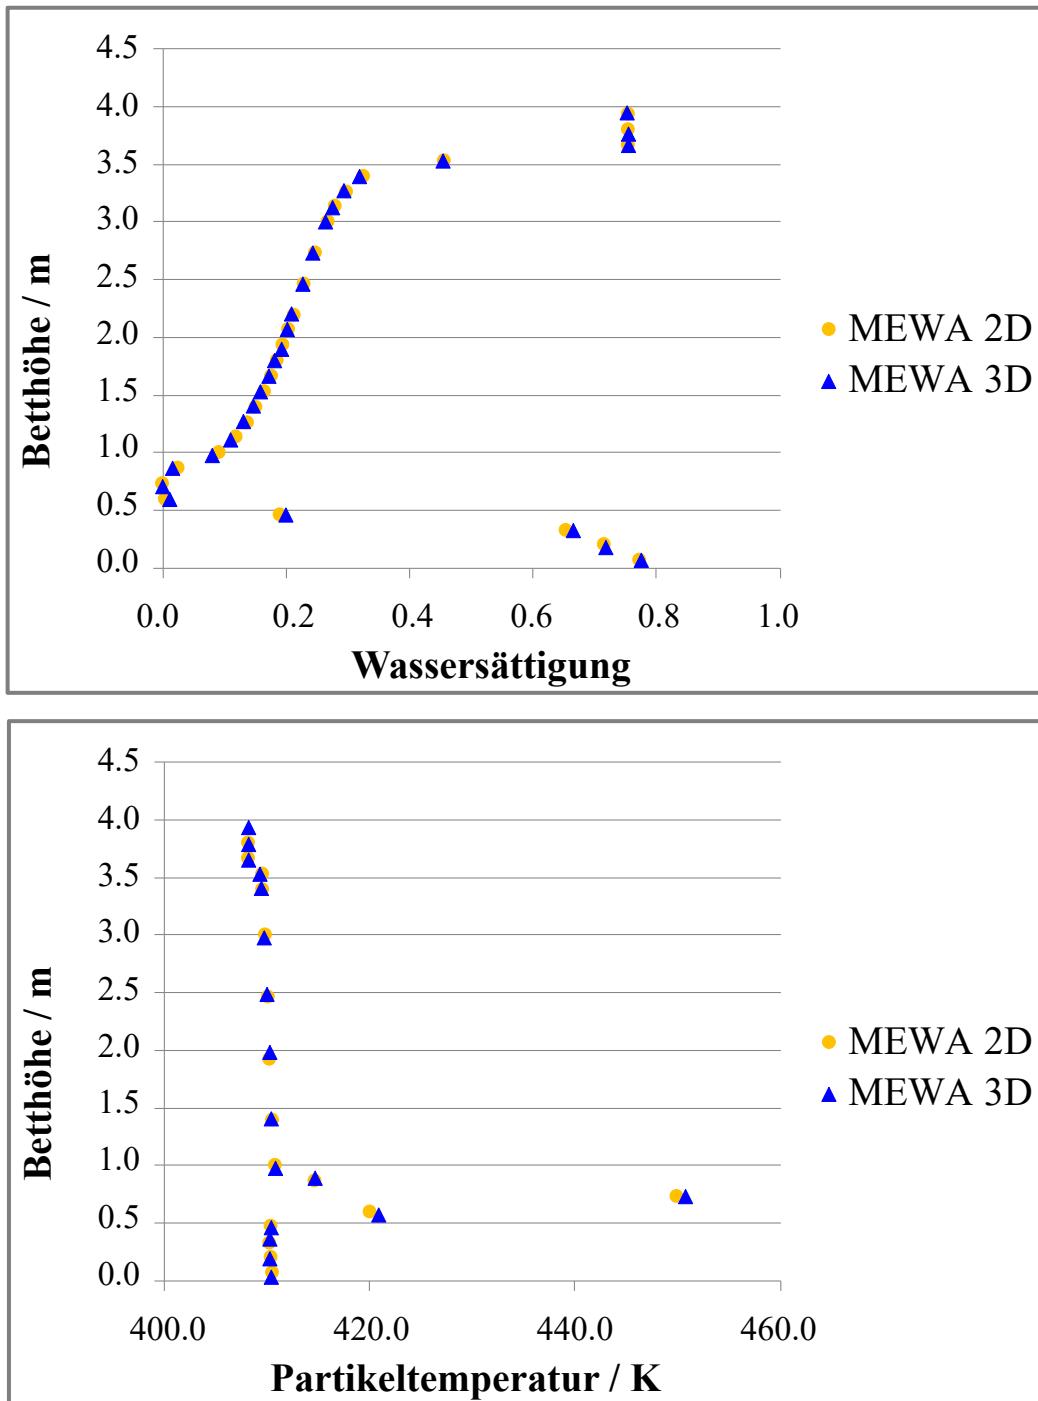 4.5
4.0
3.5
3.0
2.5
2.0
1.5
1.0
0.5
0.0
Betthöhe / m
0.0 0.2 0.4 0.6 0.8 1.0
Wassersättigung
MEWA 2D
MEWA 3D
4.5
4.0
3.5
3.0
2.5
2.0
1.5
1.0
0.5
0.0
Betthöhe / m
400.0 420.0 440.0 460.0
Partikeltemperatur / K
MEWA 2D
MEWA 3D